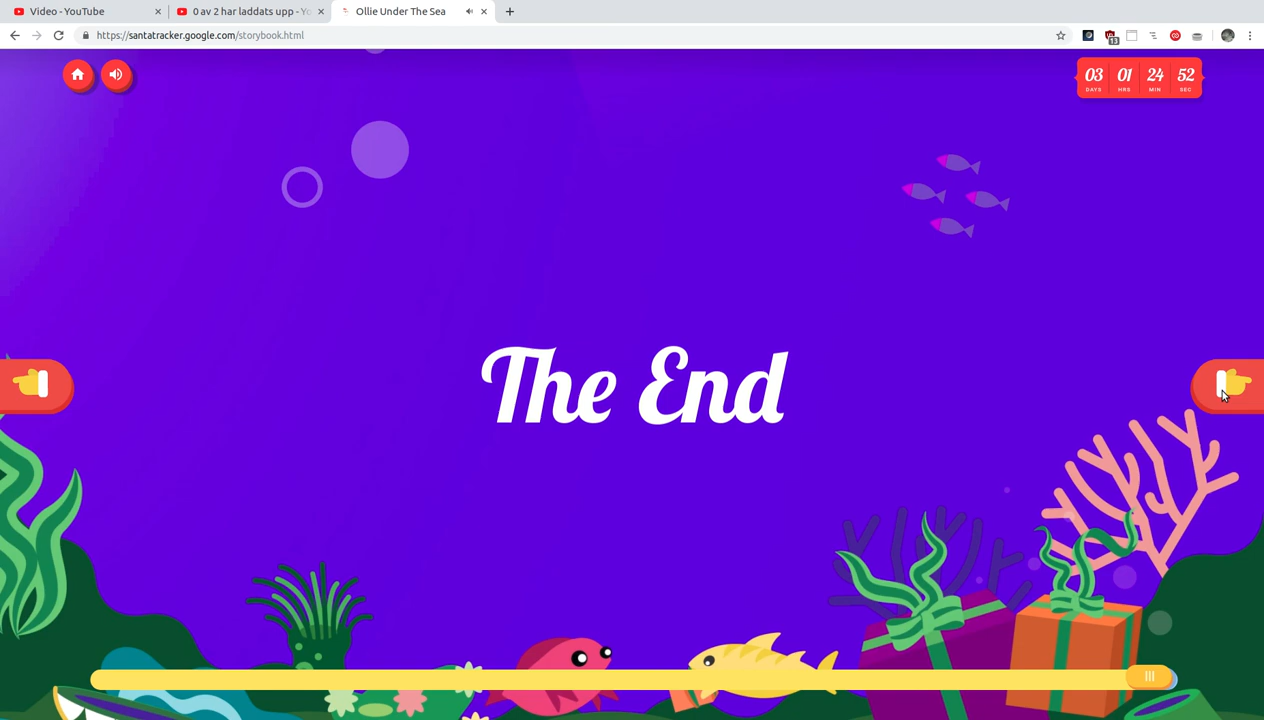 Video - YouTube
0 av 2 har laddats upp - Yo
Ollie Under The Sea
https://santatracker.google.com/storybook.html
13
03 01 24 52
DAYS HRS MIN SEC
The End